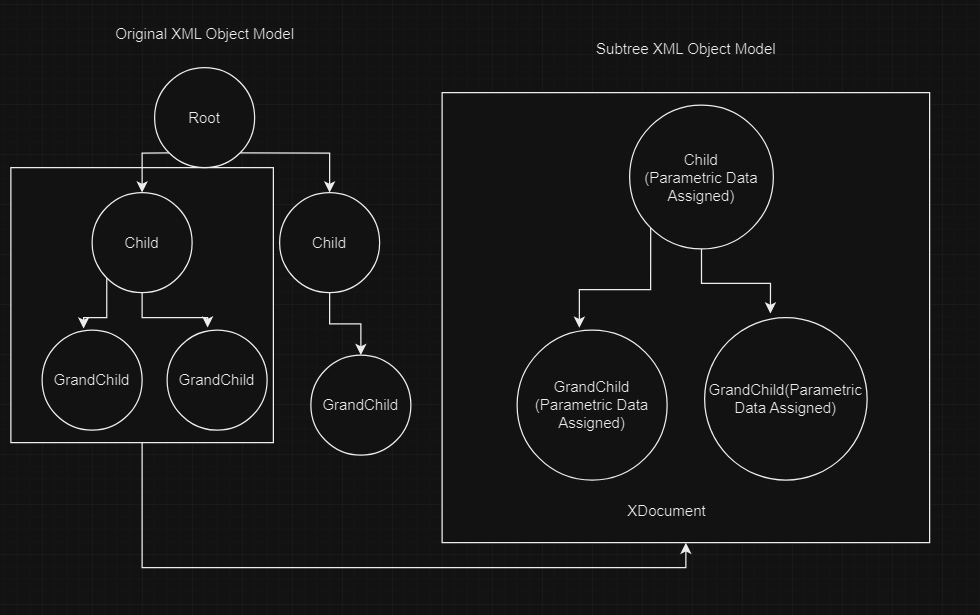 Original XML Object Model
Subtree XML Object Model
Root
Child
Child
GrandChild
GrandChild
GrandChild
Child
(Parametric Data
Assigned)
GrandChild
(Parametric Data
Assigned)
GrandChild(Parametric
Data Assigned)
XDocument